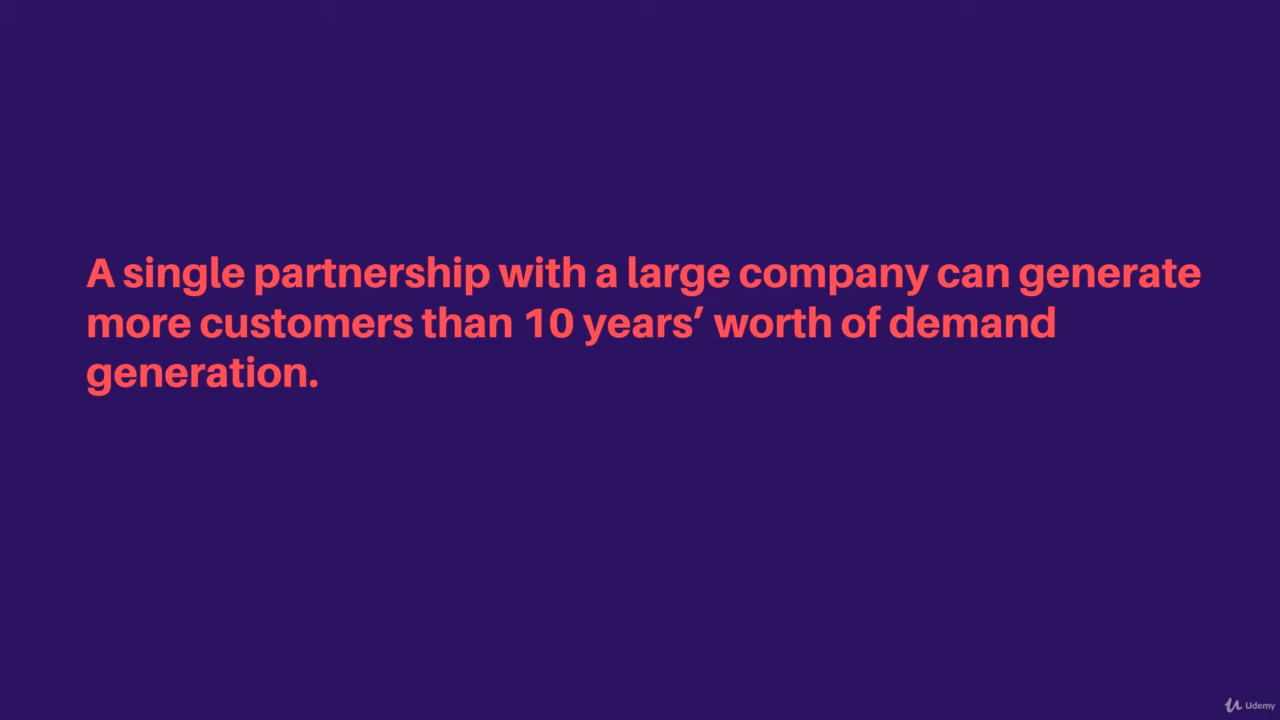 A single partnership with a large company can generate
more customers than 10 years’ worth of demand
generation.
Udemy